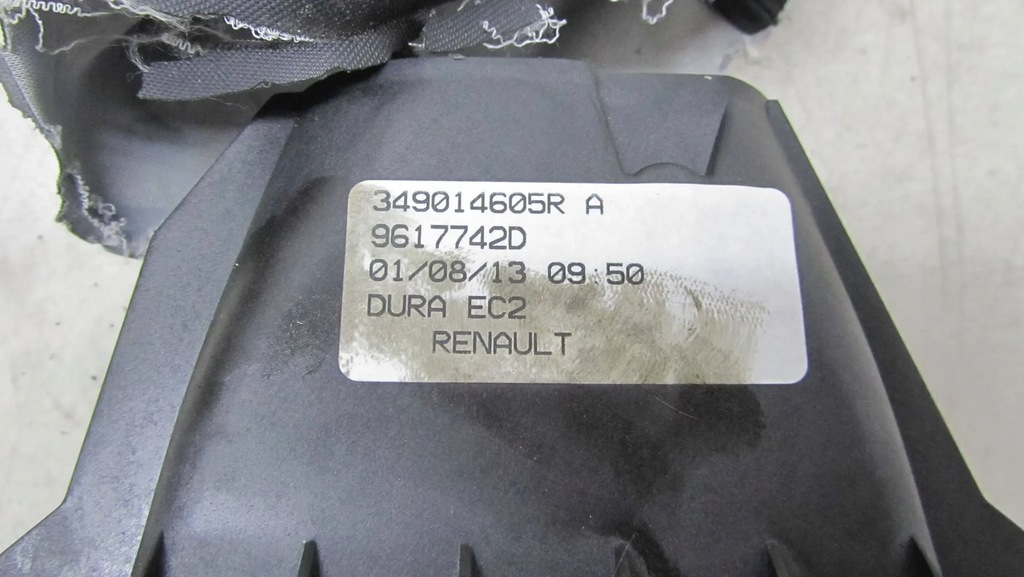 349014605R A
9617742D
01/08/13 09:50
DURA EC2
RENAULT